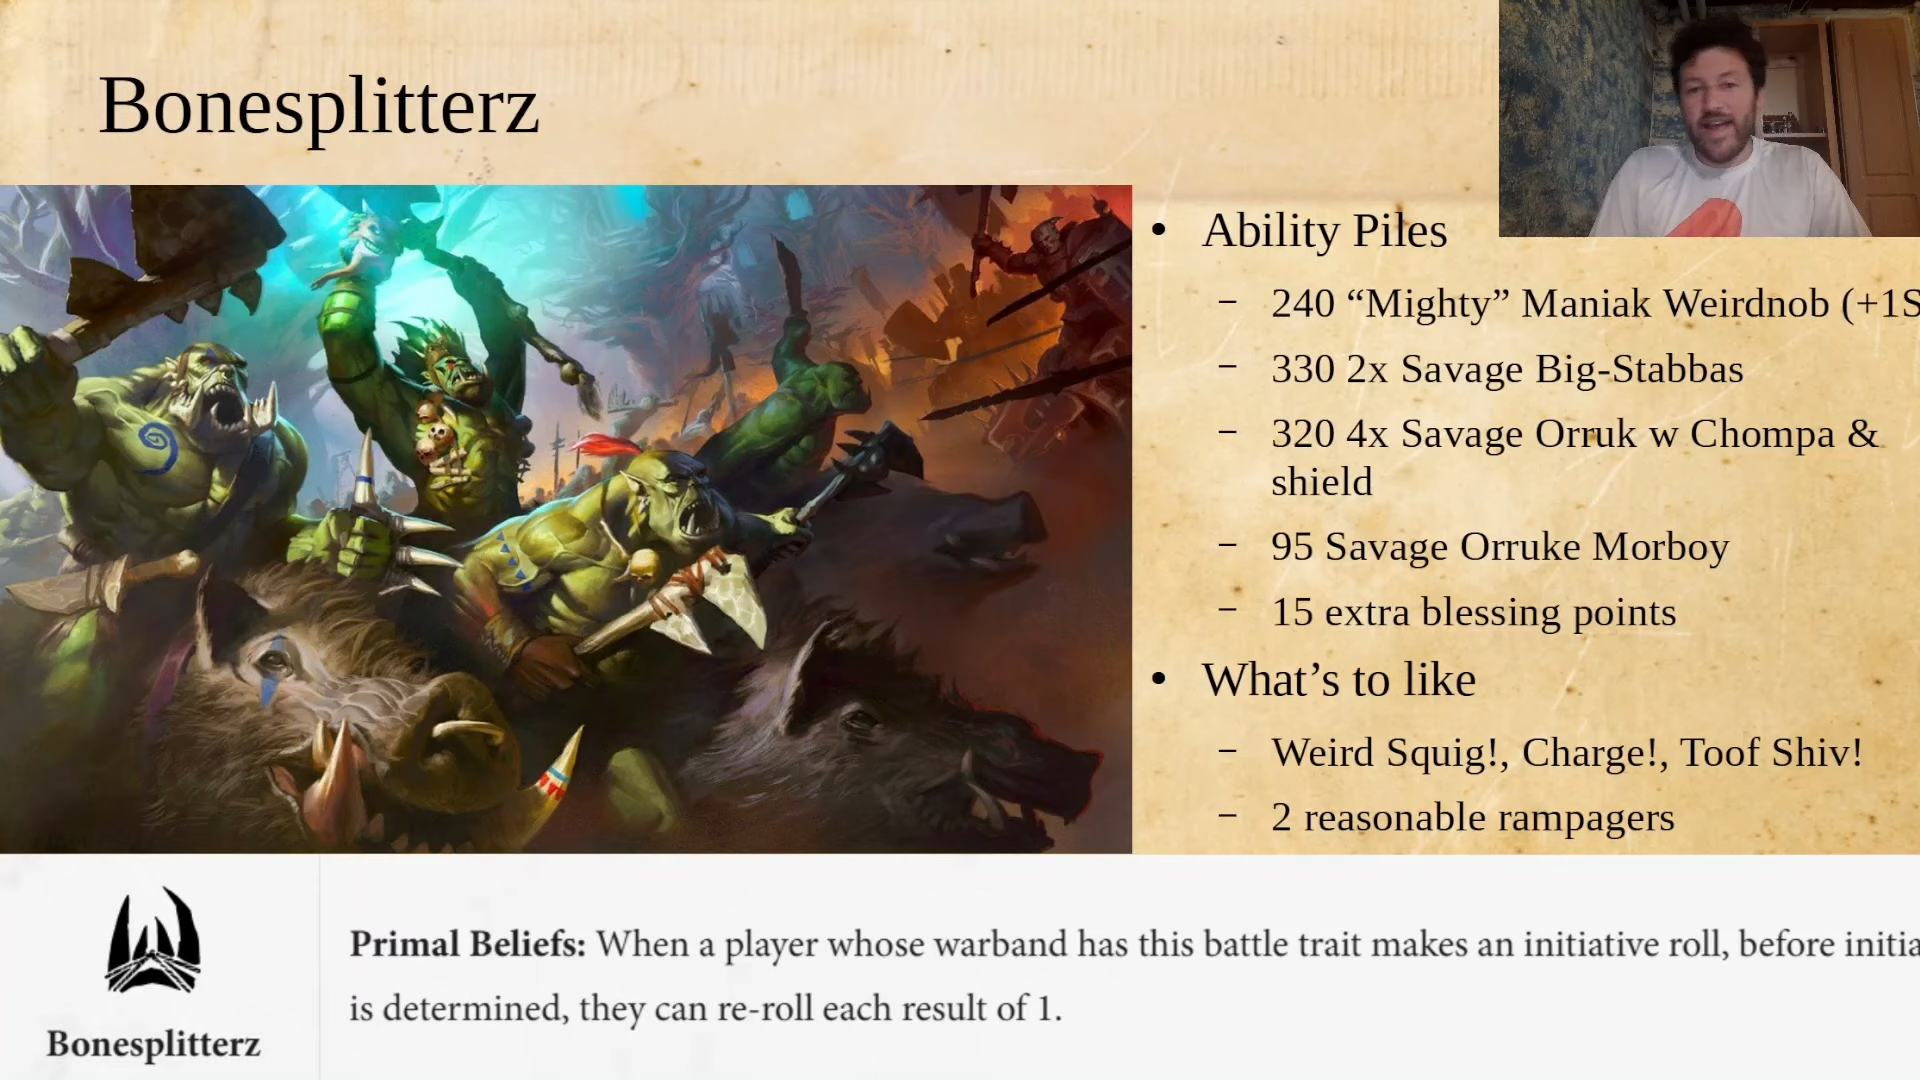 Bonesplitterz
• Ability Piles
– 240 “Mighty” Maniak Weirdnob (+1S
– 330 2x Savage Big-Stabbas
– 320 4x Savage Orruk w Chompa &
shield
– 95 Savage Orruke Morboy
– 15 extra blessing points
• What’s to like
– Weird Squig!, Charge!, Toof Shiv!
– 2 reasonable rampagers
Primal Beliefs: When a player whose warband has this battle trait makes an initiative roll, before initia
is determined, they can re-roll each result of 1.
Bonesplitterz